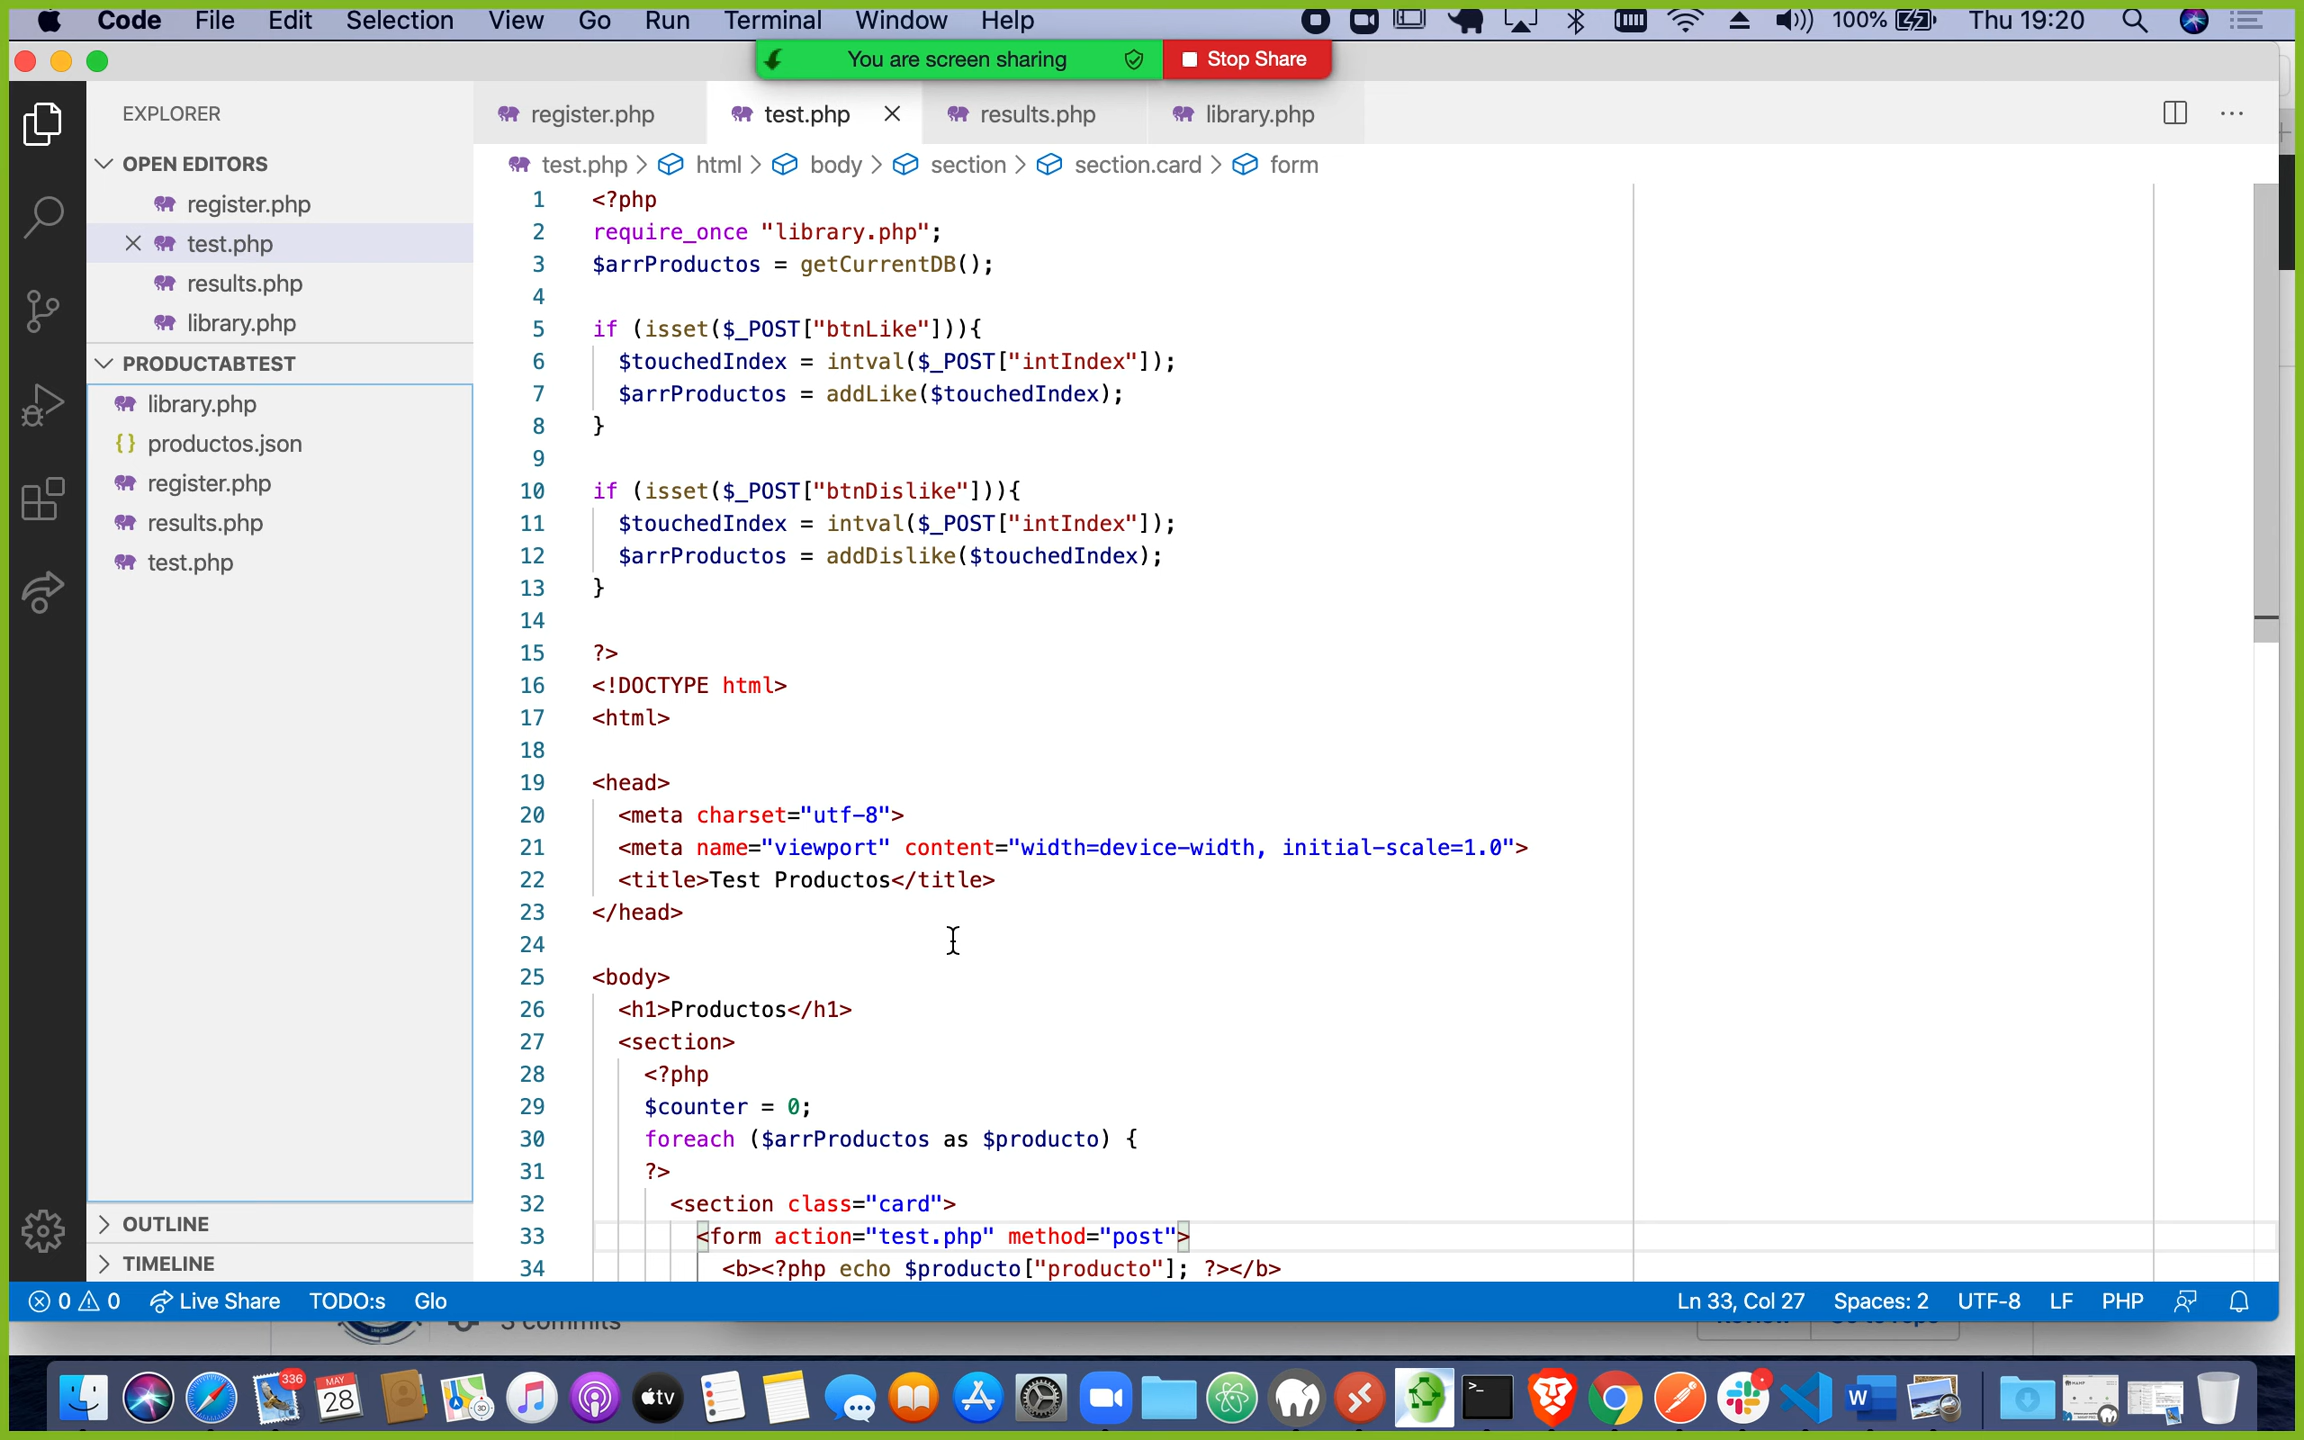 Code File Edit Selection View Go Run Terminal Window Help 100% Thu 19:20
You are screen sharing Stop Share
EXPLORER
register.php test.php results.php library.php
OPEN EDITORS
register.php
test.php
results.php
library.php
PRODUCTABTEST
library.php
productos.json
register.php
results.php
test.php
OUTLINE
TIMELINE
test.php > html > body > section > section.card > form
1 <?php
2 require_once "library.php";
3 $arrProductos = getCurrentDB();
4
5 if (isset($_POST["btnLike"])){
6 $touchedIndex = intval($_POST["intIndex"]);
7 $arrProductos = addLike($touchedIndex);
8 }
9
10 if (isset($_POST["btnDislike"])){
11 $touchedIndex = intval($_POST["intIndex"]);
12 $arrProductos = addDislike($touchedIndex);
13 }
14
15 ?>
16 <!DOCTYPE html>
17 <html>
18
19 <head>
20 <meta charset="utf-8">
21 <meta name="viewport" content="width=device-width, initial-scale=1.0">
22 <title>Test Productos</title>
23 </head>
24
25 <body>
26 <h1>Productos</h1>
27 <section>
28 <?php
29 $counter = 0;
30 foreach ($arrProductos as $producto) {
31 ?>
32 <section class="card">
33 <form action="test.php" method="post">
34 <b><?php echo $producto["producto"]; ?></b>
0 0 Live Share TODO:s Glo Ln 33, Col 27 Spaces: 2 UTF-8 LF PHP
commits
336
MAY
28
3D
tv
W